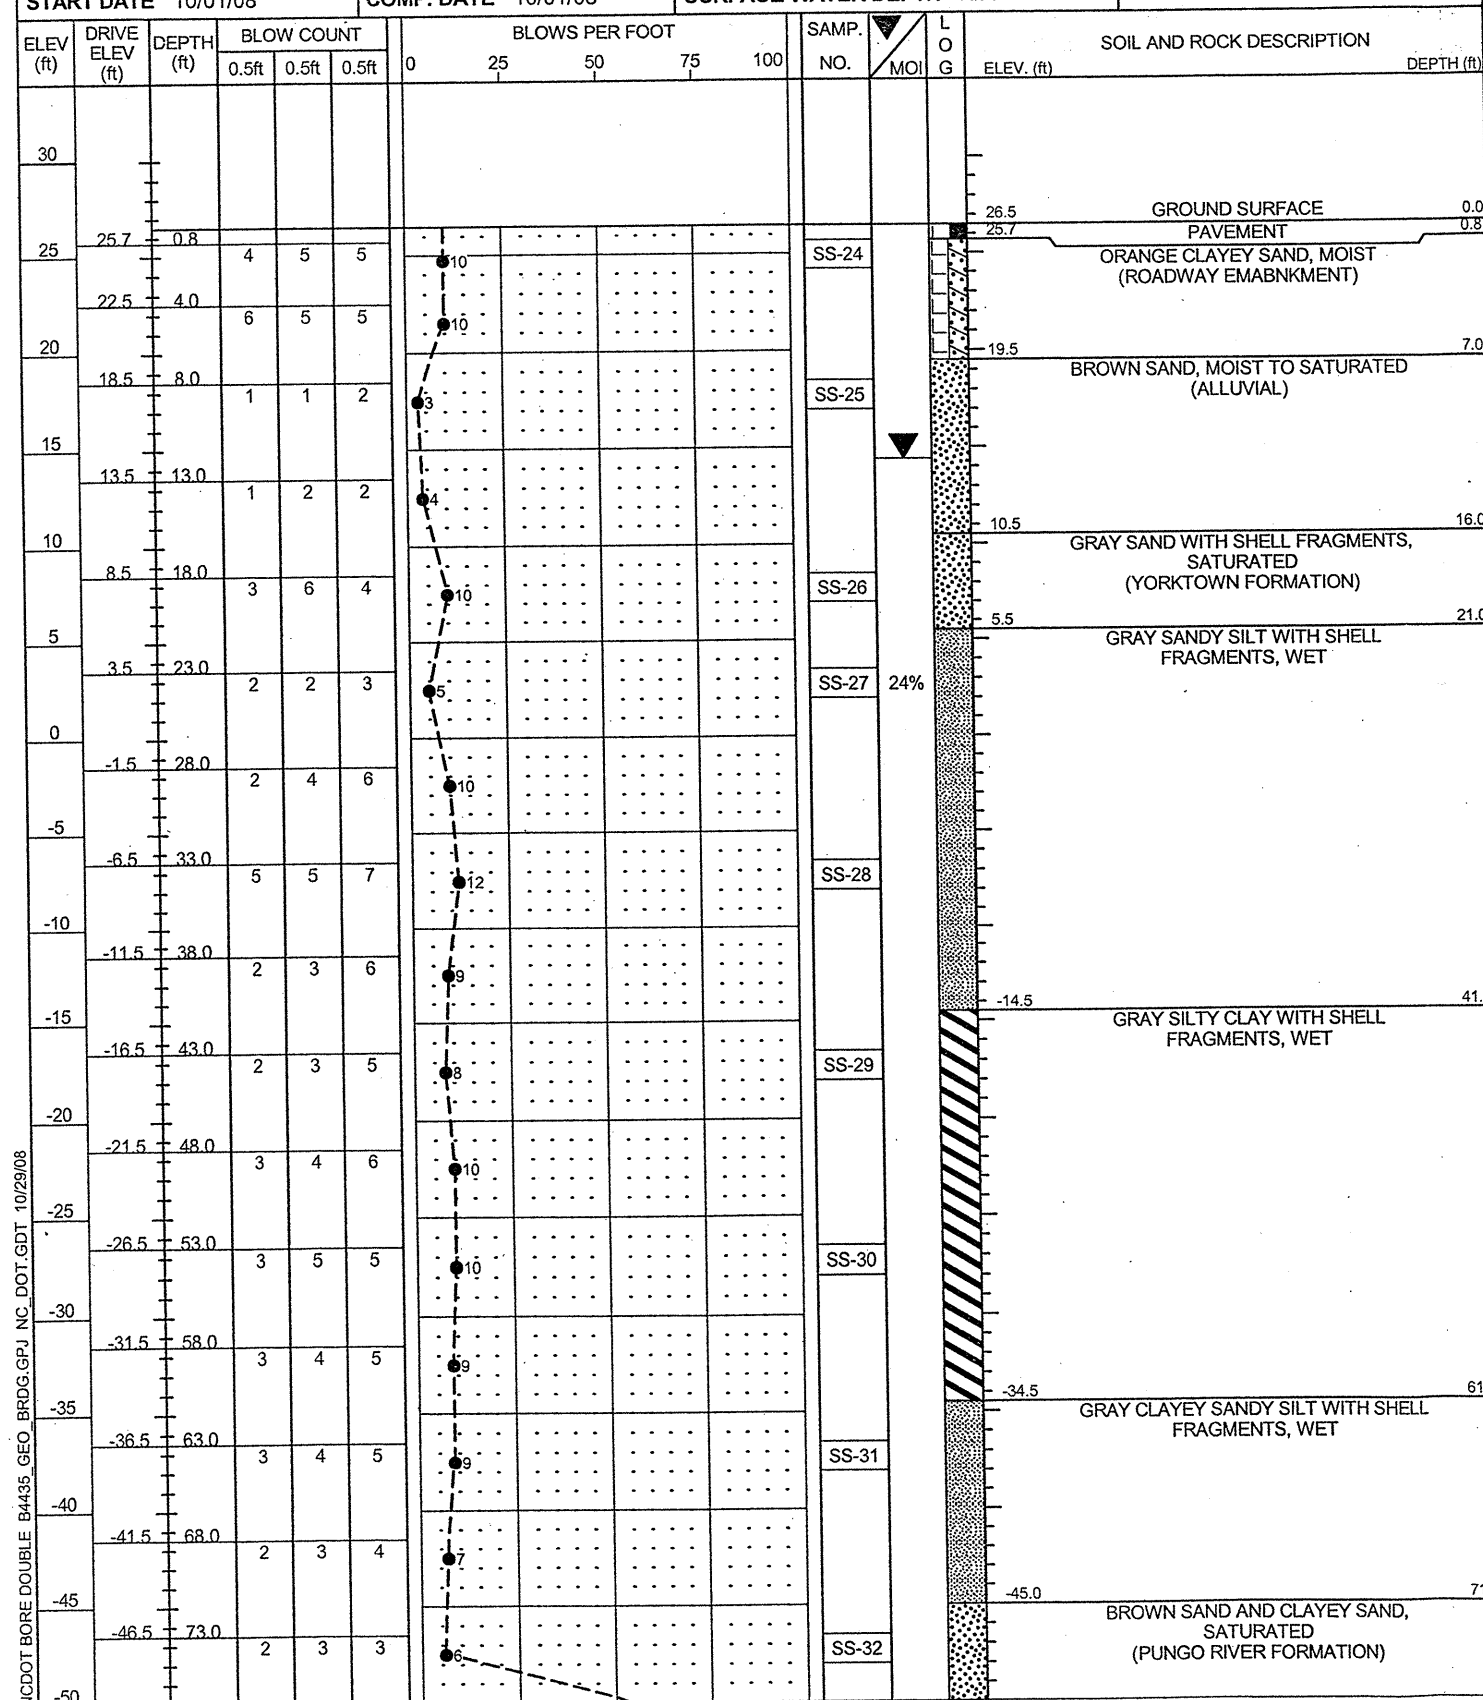 START DATE 10/01/08 COMP. DATE 10/01/08 SURFACE WATER DEPTH
ELEV (ft) DRIVE ELEV (ft) DEPTH (ft) BLOW COUNT BLOWS PER FOOT SAMP. NO. MOI L O G SOIL AND ROCK DESCRIPTION
0.5ft 0.5ft 0.5ft 0 25 50 75 100 ELEV. (ft) DEPTH (ft)
30
26.5 GROUND SURFACE 0.0
25.7 PAVEMENT 0.8
25 25.7 0.8 4 5 5 10 SS-24 ORANGE CLAYEY SAND, MOIST
(ROADWAY EMABNKMENT)
22.5 4.0 6 5 5 10
20 19.5 7.0
18.5 8.0 1 1 2 3 SS-25 BROWN SAND, MOIST TO SATURATED
(ALLUVIAL)
15
13.5 13.0 1 2 2 4
10.5 16.0
10 GRAY SAND WITH SHELL FRAGMENTS,
SATURATED
8.5 18.0 3 6 4 10 SS-26 (YORKTOWN FORMATION)
5.5 21.0
5 GRAY SANDY SILT WITH SHELL
FRAGMENTS, WET
3.5 23.0 2 2 3 5 SS-27 24%
0
-1.5 28.0 2 4 6 10
-5
-6.5 33.0 5 5 7 12 SS-28
-10
-11.5 38.0 2 3 6 9
-14.5 41.
-15 GRAY SILTY CLAY WITH SHELL
FRAGMENTS, WET
-16.5 43.0 2 3 5 8 SS-29
-20
-21.5 48.0 3 4 6 10
-25
-26.5 53.0 3 5 5 10 SS-30
-30
-31.5 58.0 3 4 5 9
-34.5 61
-35 GRAY CLAYEY SANDY SILT WITH SHELL
FRAGMENTS, WET
-36.5 63.0 3 4 5 9 SS-31
-40
-41.5 68.0 2 3 4 7
-45 -45.0 71
BROWN SAND AND CLAYEY SAND,
SATURATED
-46.5 73.0 2 3 3 6 SS-32 (PUNGO RIVER FORMATION)
-50
NCDOT BORE DOUBLE B4435_GEO_BRDG.GPJ NC_DOT.GDT 10/29/08